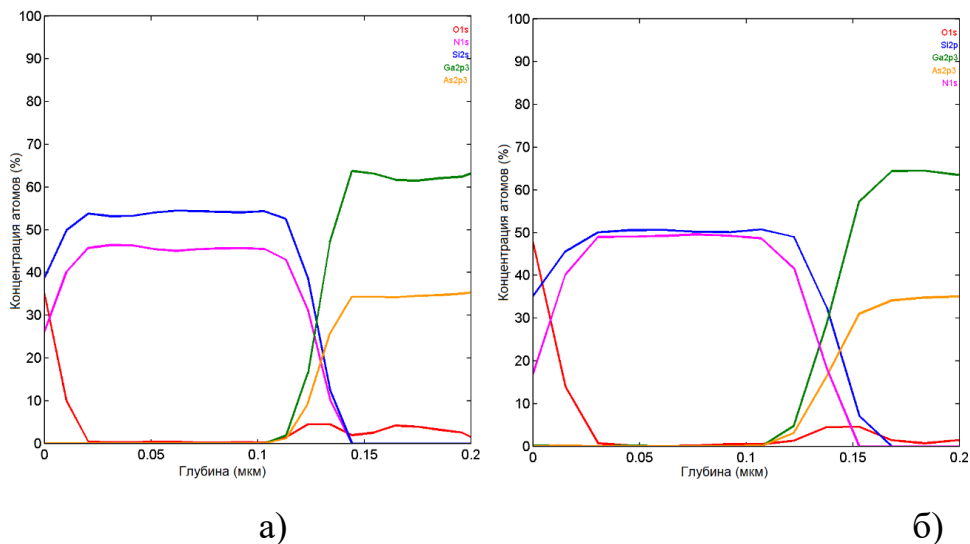 100
90
80
70
60
50
40
30
20
10
0
Концентрация атомов (%)
O1s
N1s
Si2s
Ga2p3
As2p3
0
0.05
0.1
0.15
0.2
Глубина (мкм)
а)
100
90
80
70
60
50
40
30
20
10
0
Концентрация атомов (%)
O1s
Si2p
Ga2p3
As2p3
N1s
0
0.05
0.1
0.15
0.2
Глубина (мкм)
б)